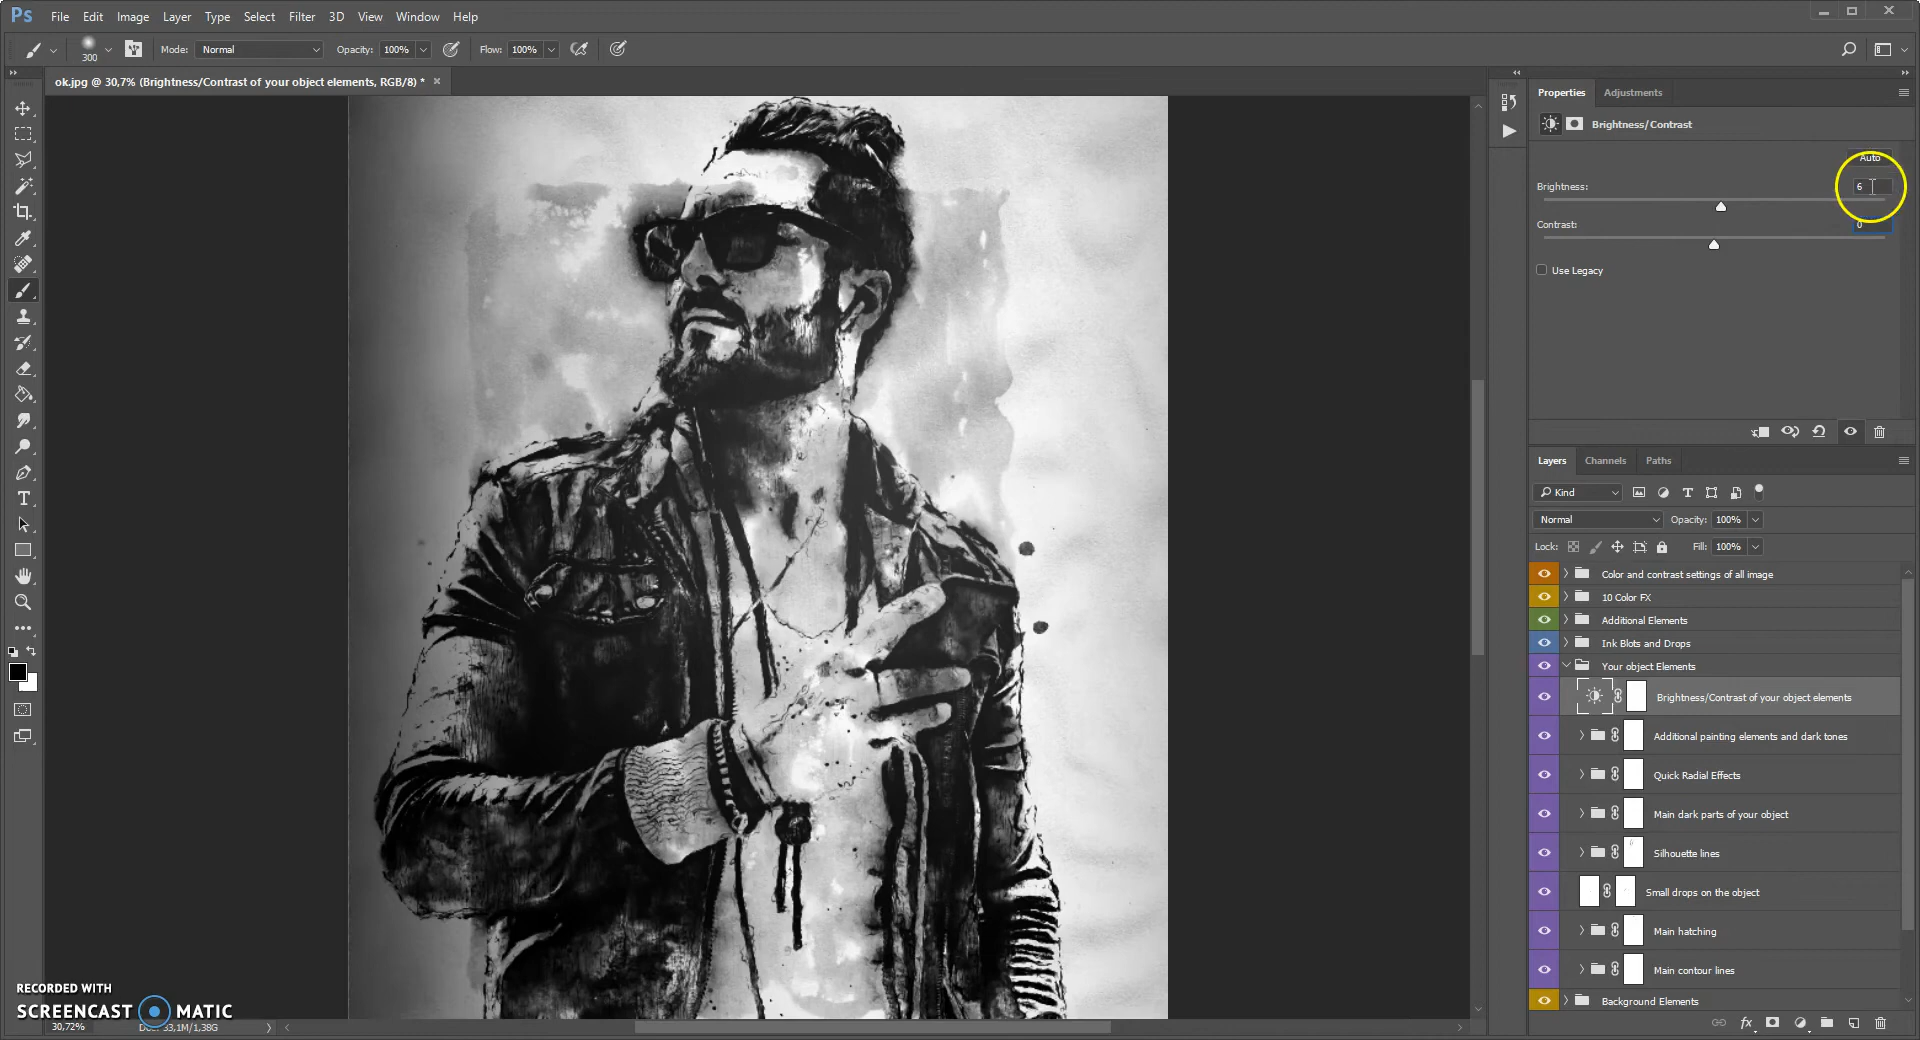 Ps File Edit Image Layer Type Select Filter 3D View Window Help
300 Mode: Normal Opacity: 100% Flow: 100%
ok.jpg @ 30,7% (Brightness/Contrast of your object elements, RGB/8) *
Properties Adjustments
Brightness/Contrast
Auto
Brightness: 6
Contrast: 0
Use Legacy
Layers Channels Paths
Kind
Normal Opacity: 100%
Lock: Fill: 100%
Color and contrast settings of all image
10 Color FX
Additional Elements
Ink Blots and Drops
Your object Elements
Brightness/Contrast of your object elements
Additional painting elements and dark tones
Quick Radial Effects
Main dark parts of your object
Silhouette lines
Small drops on the object
Main hatching
Main contour lines
Background Elements
fx
RECORDED WITH
SCREENCAST MATIC
30,72% 33,1M/1,38G